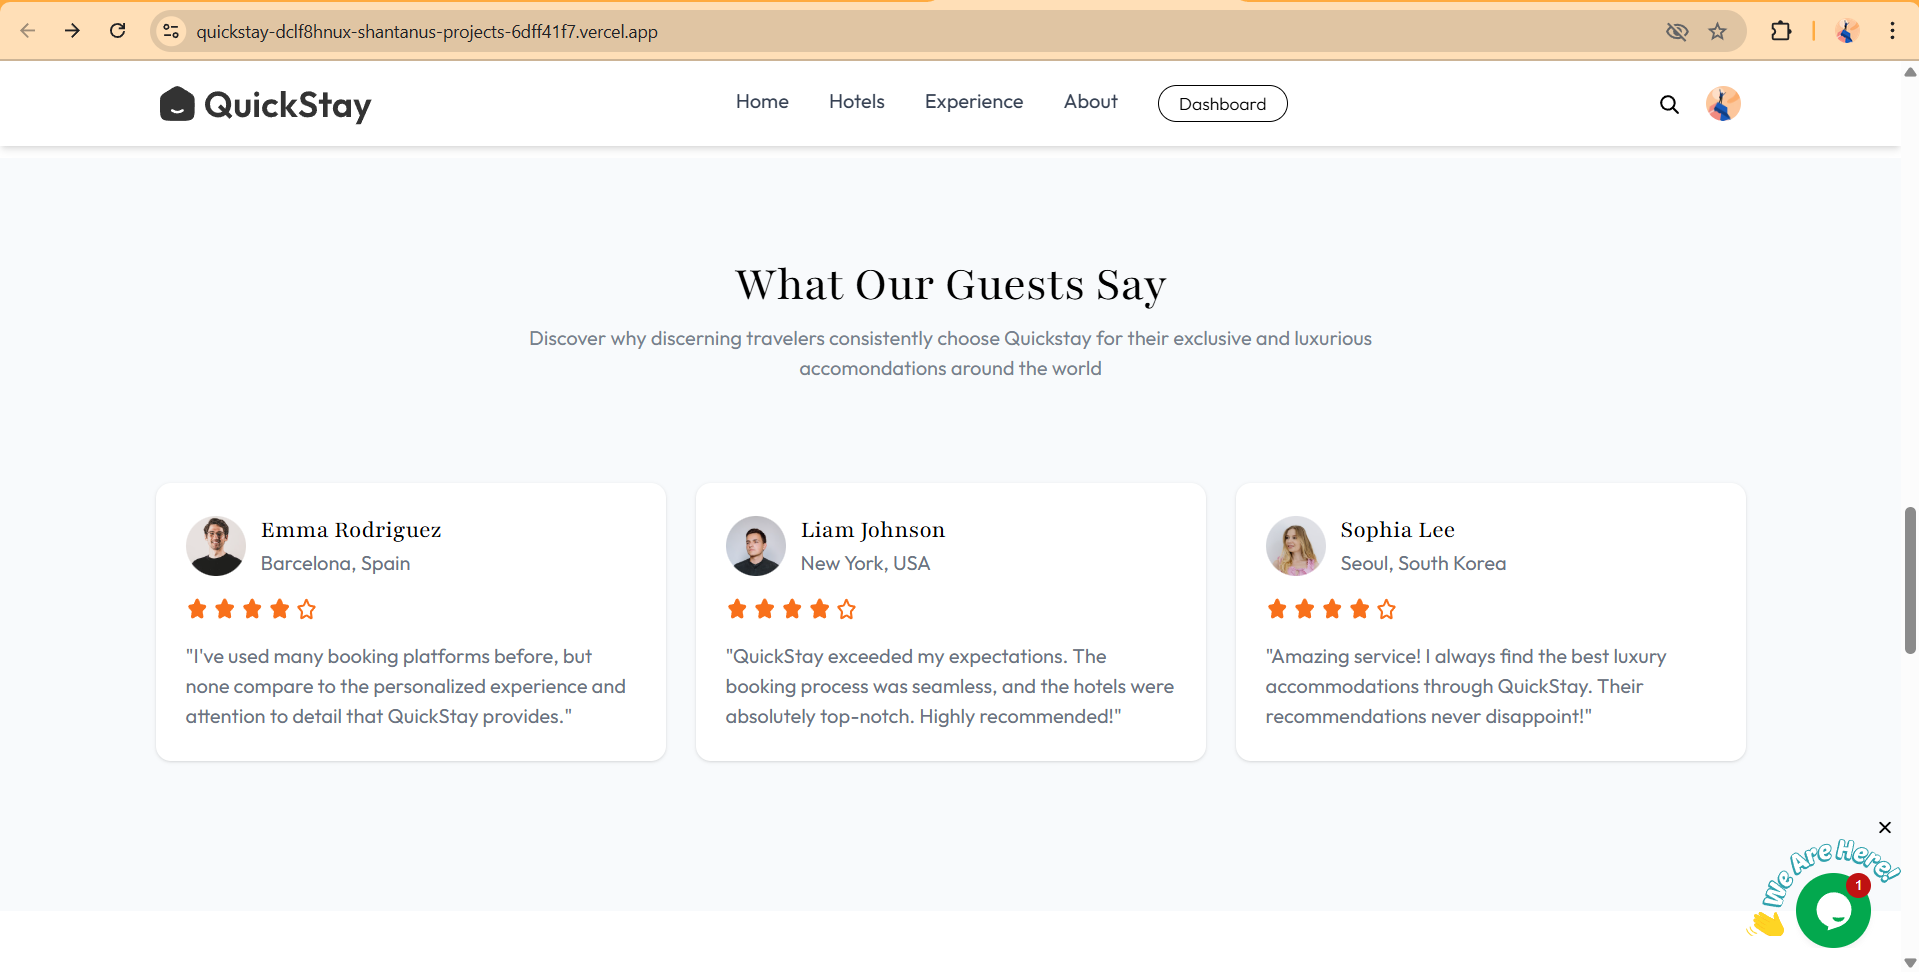 quickstay-dclf8hnux-shantanus-projects-6dff41f7.vercel.app
QuickStay
Home Hotels Experience About Dashboard
What Our Guests Say
Discover why discerning travelers consistently choose Quickstay for their exclusive and luxurious
accomondations around the world
Emma Rodriguez
Barcelona, Spain
"I've used many booking platforms before, but
none compare to the personalized experience and
attention to detail that QuickStay provides."
Liam Johnson
New York, USA
"QuickStay exceeded my expectations. The
booking process was seamless, and the hotels were
absolutely top-notch. Highly recommended!"
Sophia Lee
Seoul, South Korea
"Amazing service! I always find the best luxury
accommodations through QuickStay. Their
recommendations never disappoint!"
We Are Here!
1